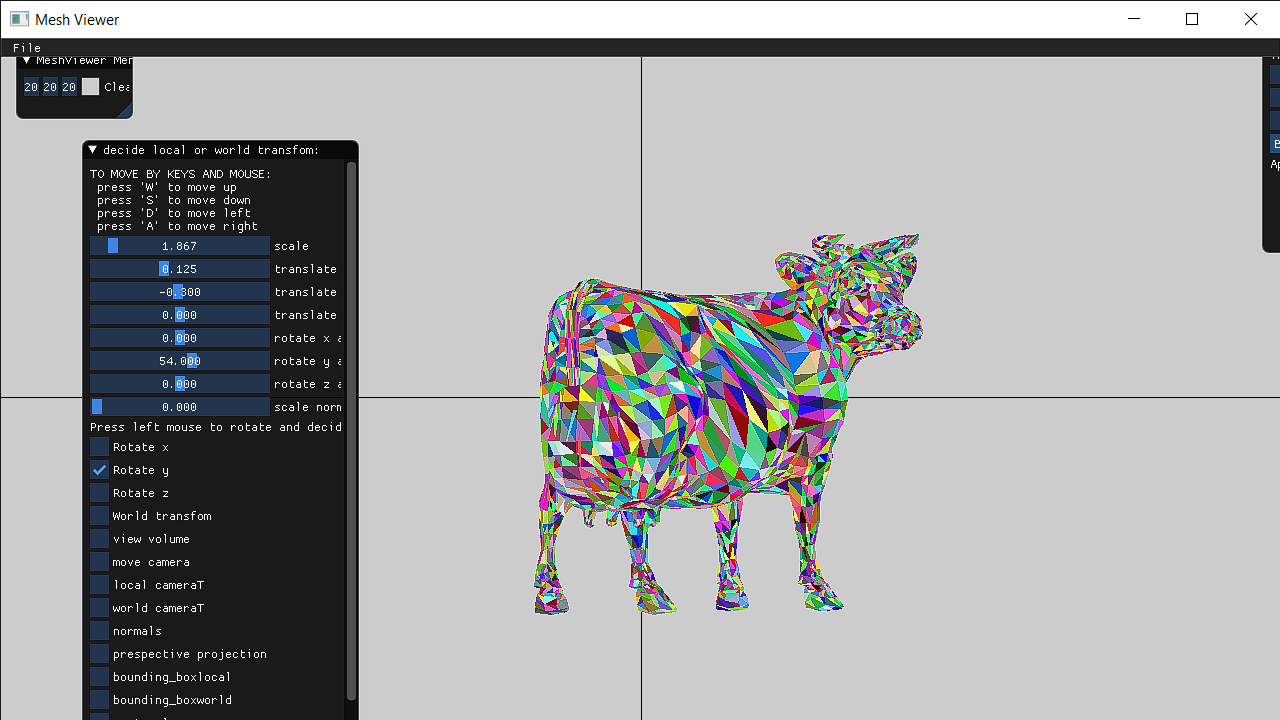 Mesh Viewer
File
MeshViewer Men
20 20 20 Clea
decide local or world transfom:
TO MOVE BY KEYS AND MOUSE:
press 'W' to move up
press 'S' to move down
press 'D' to move left
press 'A' to move right
1.867 scale
0.125 translate
-0.300 translate
0.000 translate
0.000 rotate x a
54.000 rotate y a
0.000 rotate z a
0.000 scale norm
Press left mouse to rotate and decid
Rotate x
Rotate y
Rotate z
World transfom
view volume
move camera
local cameraT
world cameraT
normals
prespective projection
bounding_boxlocal
bounding_boxworld